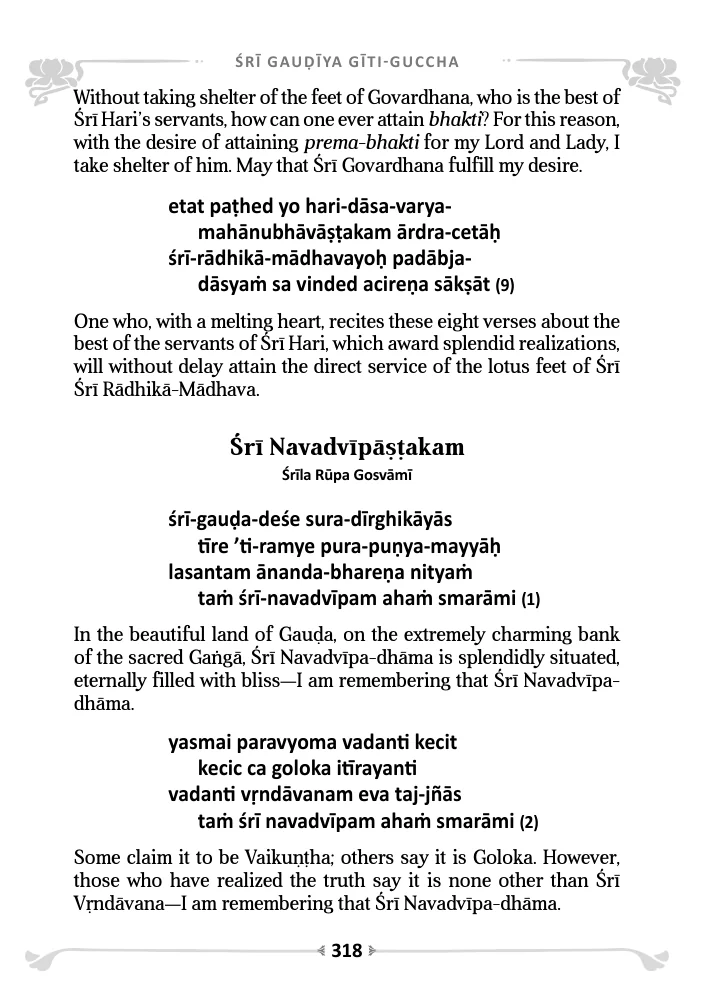 ŚRĪ GAUḌĪYA GĪTI-GUCCHA
Without taking shelter of the feet of Govardhana, who is the best of
Śrī Hari’s servants, how can one ever attain bhakti? For this reason,
with the desire of attaining prema-bhakti for my Lord and Lady, I
take shelter of him. May that Śrī Govardhana fulfill my desire.
etat paṭhed yo hari-dāsa-varya-
mahānubhāvāṣṭakam ārdra-cetāḥ
śrī-rādhikā-mādhavayoḥ padābja-
dāsyaṁ sa vinded acireṇa sākṣāt (9)
One who, with a melting heart, recites these eight verses about the
best of the servants of Śrī Hari, which award splendid realizations,
will without delay attain the direct service of the lotus feet of Śrī
Śrī Rādhikā-Mādhava.
Śrī Navadvīpāṣṭakam
Śrīla Rūpa Gosvāmī
śrī-gauḍa-deśe sura-dīrghikāyās
tīre ’ti-ramye pura-puṇya-mayyāḥ
lasantam ānanda-bhareṇa nityaṁ
taṁ śrī-navadvīpam ahaṁ smarāmi (1)
In the beautiful land of Gauḍa, on the extremely charming bank
of the sacred Gaṅgā, Śrī Navadvīpa-dhāma is splendidly situated,
eternally filled with bliss—I am remembering that Śrī Navadvīpa-
dhāma.
yasmai paravyoma vadanti kecit
kecic ca goloka itīrayanti
vadanti vṛndāvanam eva taj-jñās
taṁ śrī navadvīpam ahaṁ smarāmi (2)
Some claim it to be Vaikuṇṭha; others say it is Goloka. However,
those who have realized the truth say it is none other than Śrī
Vṛndāvana—I am remembering that Śrī Navadvīpa-dhāma.
318